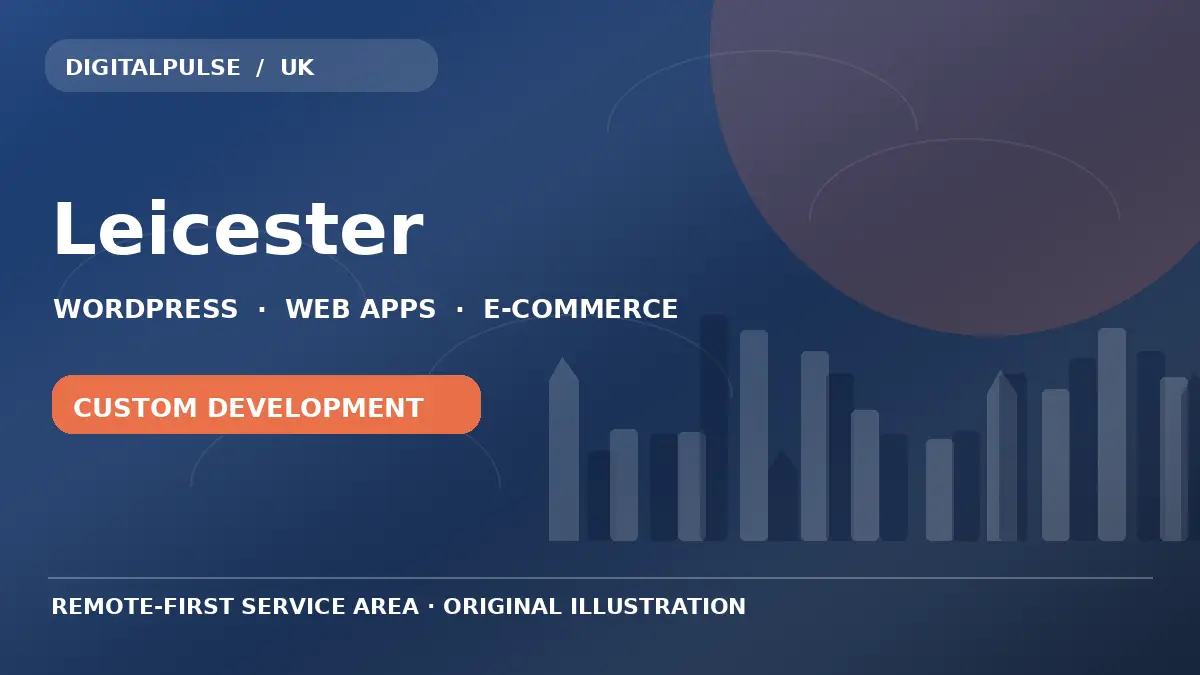 DIGITALPULSE / UK
Leicester
WORDPRESS · WEB APPS · E-COMMERCE
CUSTOM DEVELOPMENT
REMOTE-FIRST SERVICE AREA · ORIGINAL ILLUSTRATION